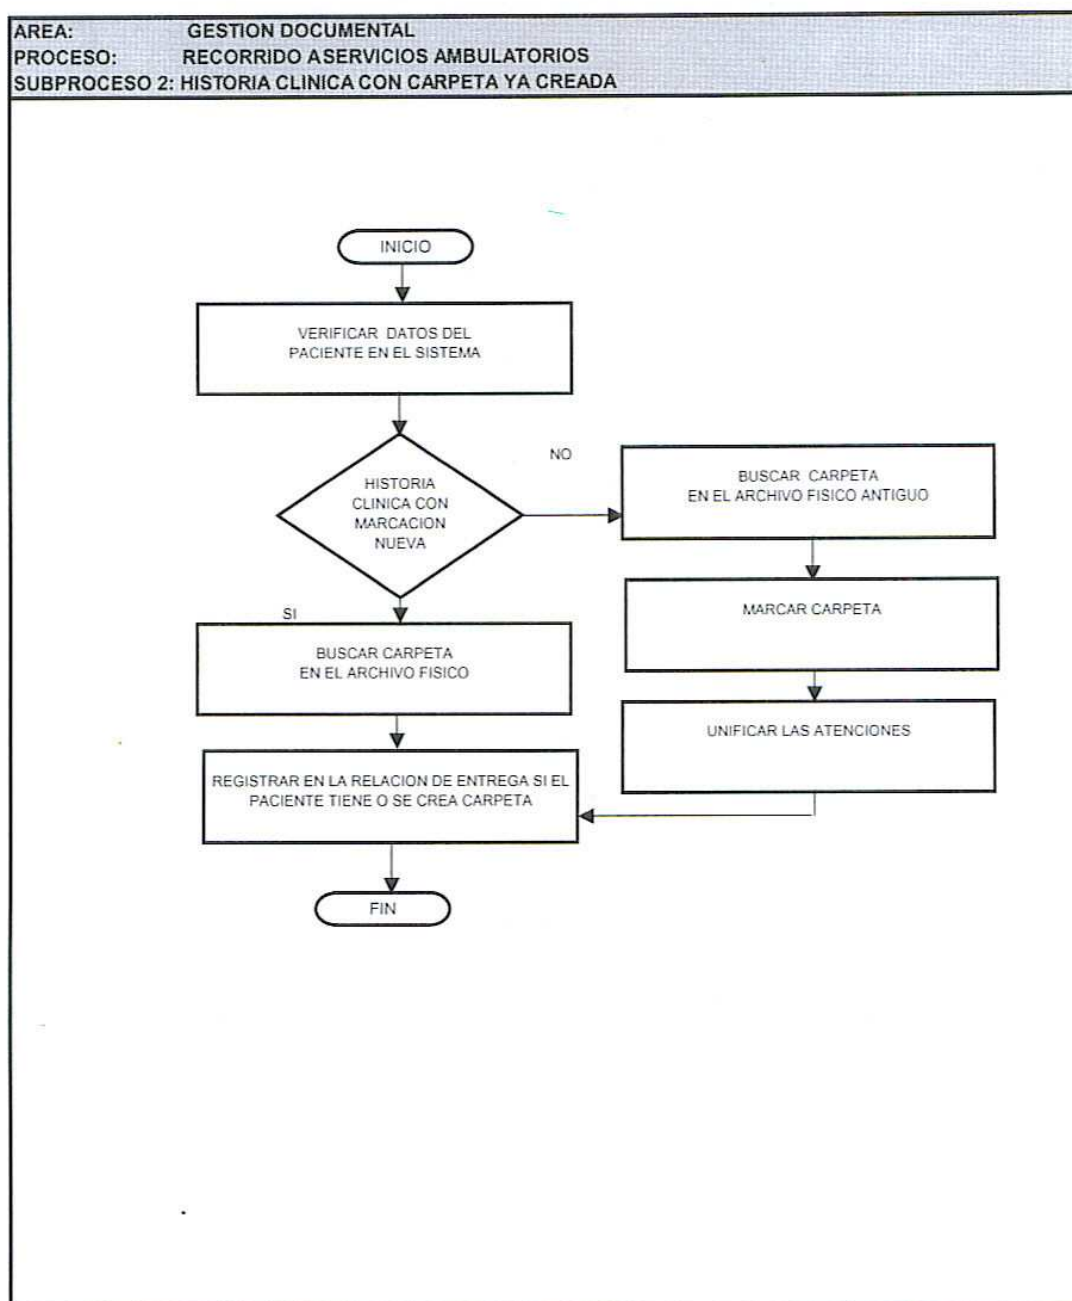 AREA: GESTION DOCUMENTAL
PROCESO: RECORRIDO A SERVICIOS AMBULATORIOS
SUBPROCESO 2: HISTORIA CLINICA CON CARPETA YA CREADA
INICIO
VERIFICAR DATOS DEL
PACIENTE EN EL SISTEMA
HISTORIA
CLINICA CON
MARCACION
NUEVA
NO
BUSCAR CARPETA
EN EL ARCHIVO FISICO ANTIGUO
MARCAR CARPETA
UNIFICAR LAS ATENCIONES
SI
BUSCAR CARPETA
EN EL ARCHIVO FISICO
REGISTRAR EN LA RELACION DE ENTREGA SI EL
PACIENTE TIENE O SE CREA CARPETA
FIN